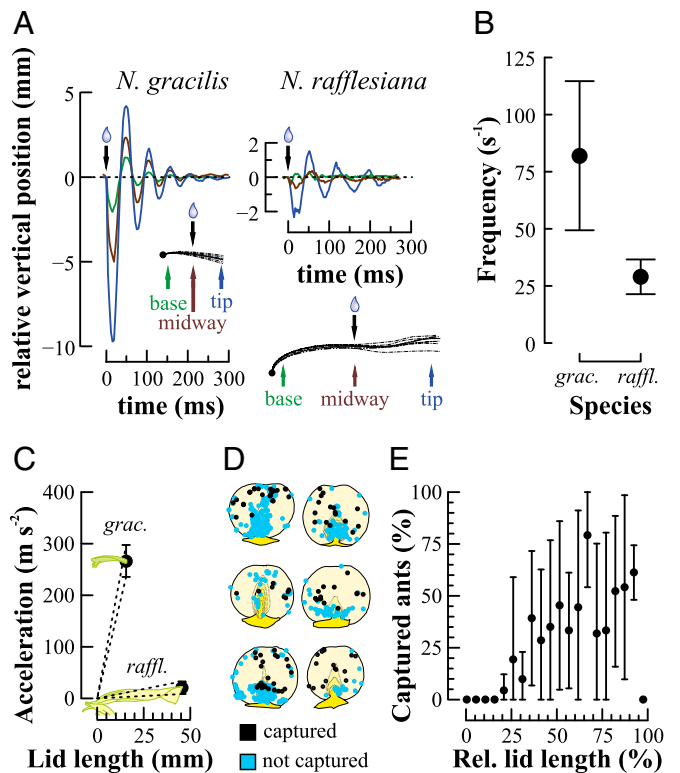 A
N. gracilis
N. rafflesiana
relative vertical position (mm)
5
0
−5
−10
0 100 200 300
time (ms)
base
midway
tip
2
0
−2
0 100 200 300
time (ms)
base
midway
tip
B
Frequency (s-1)
125
100
75
50
25
0
grac. raffl.
Species
C
Acceleration (m s-2)
400
300
200
100
0
grac.
raffl.
0 25 50
Lid length (mm)
D
captured
not captured
E
Captured ants (%)
100
75
50
25
0
0 25 50 75 100
Rel. lid length (%)